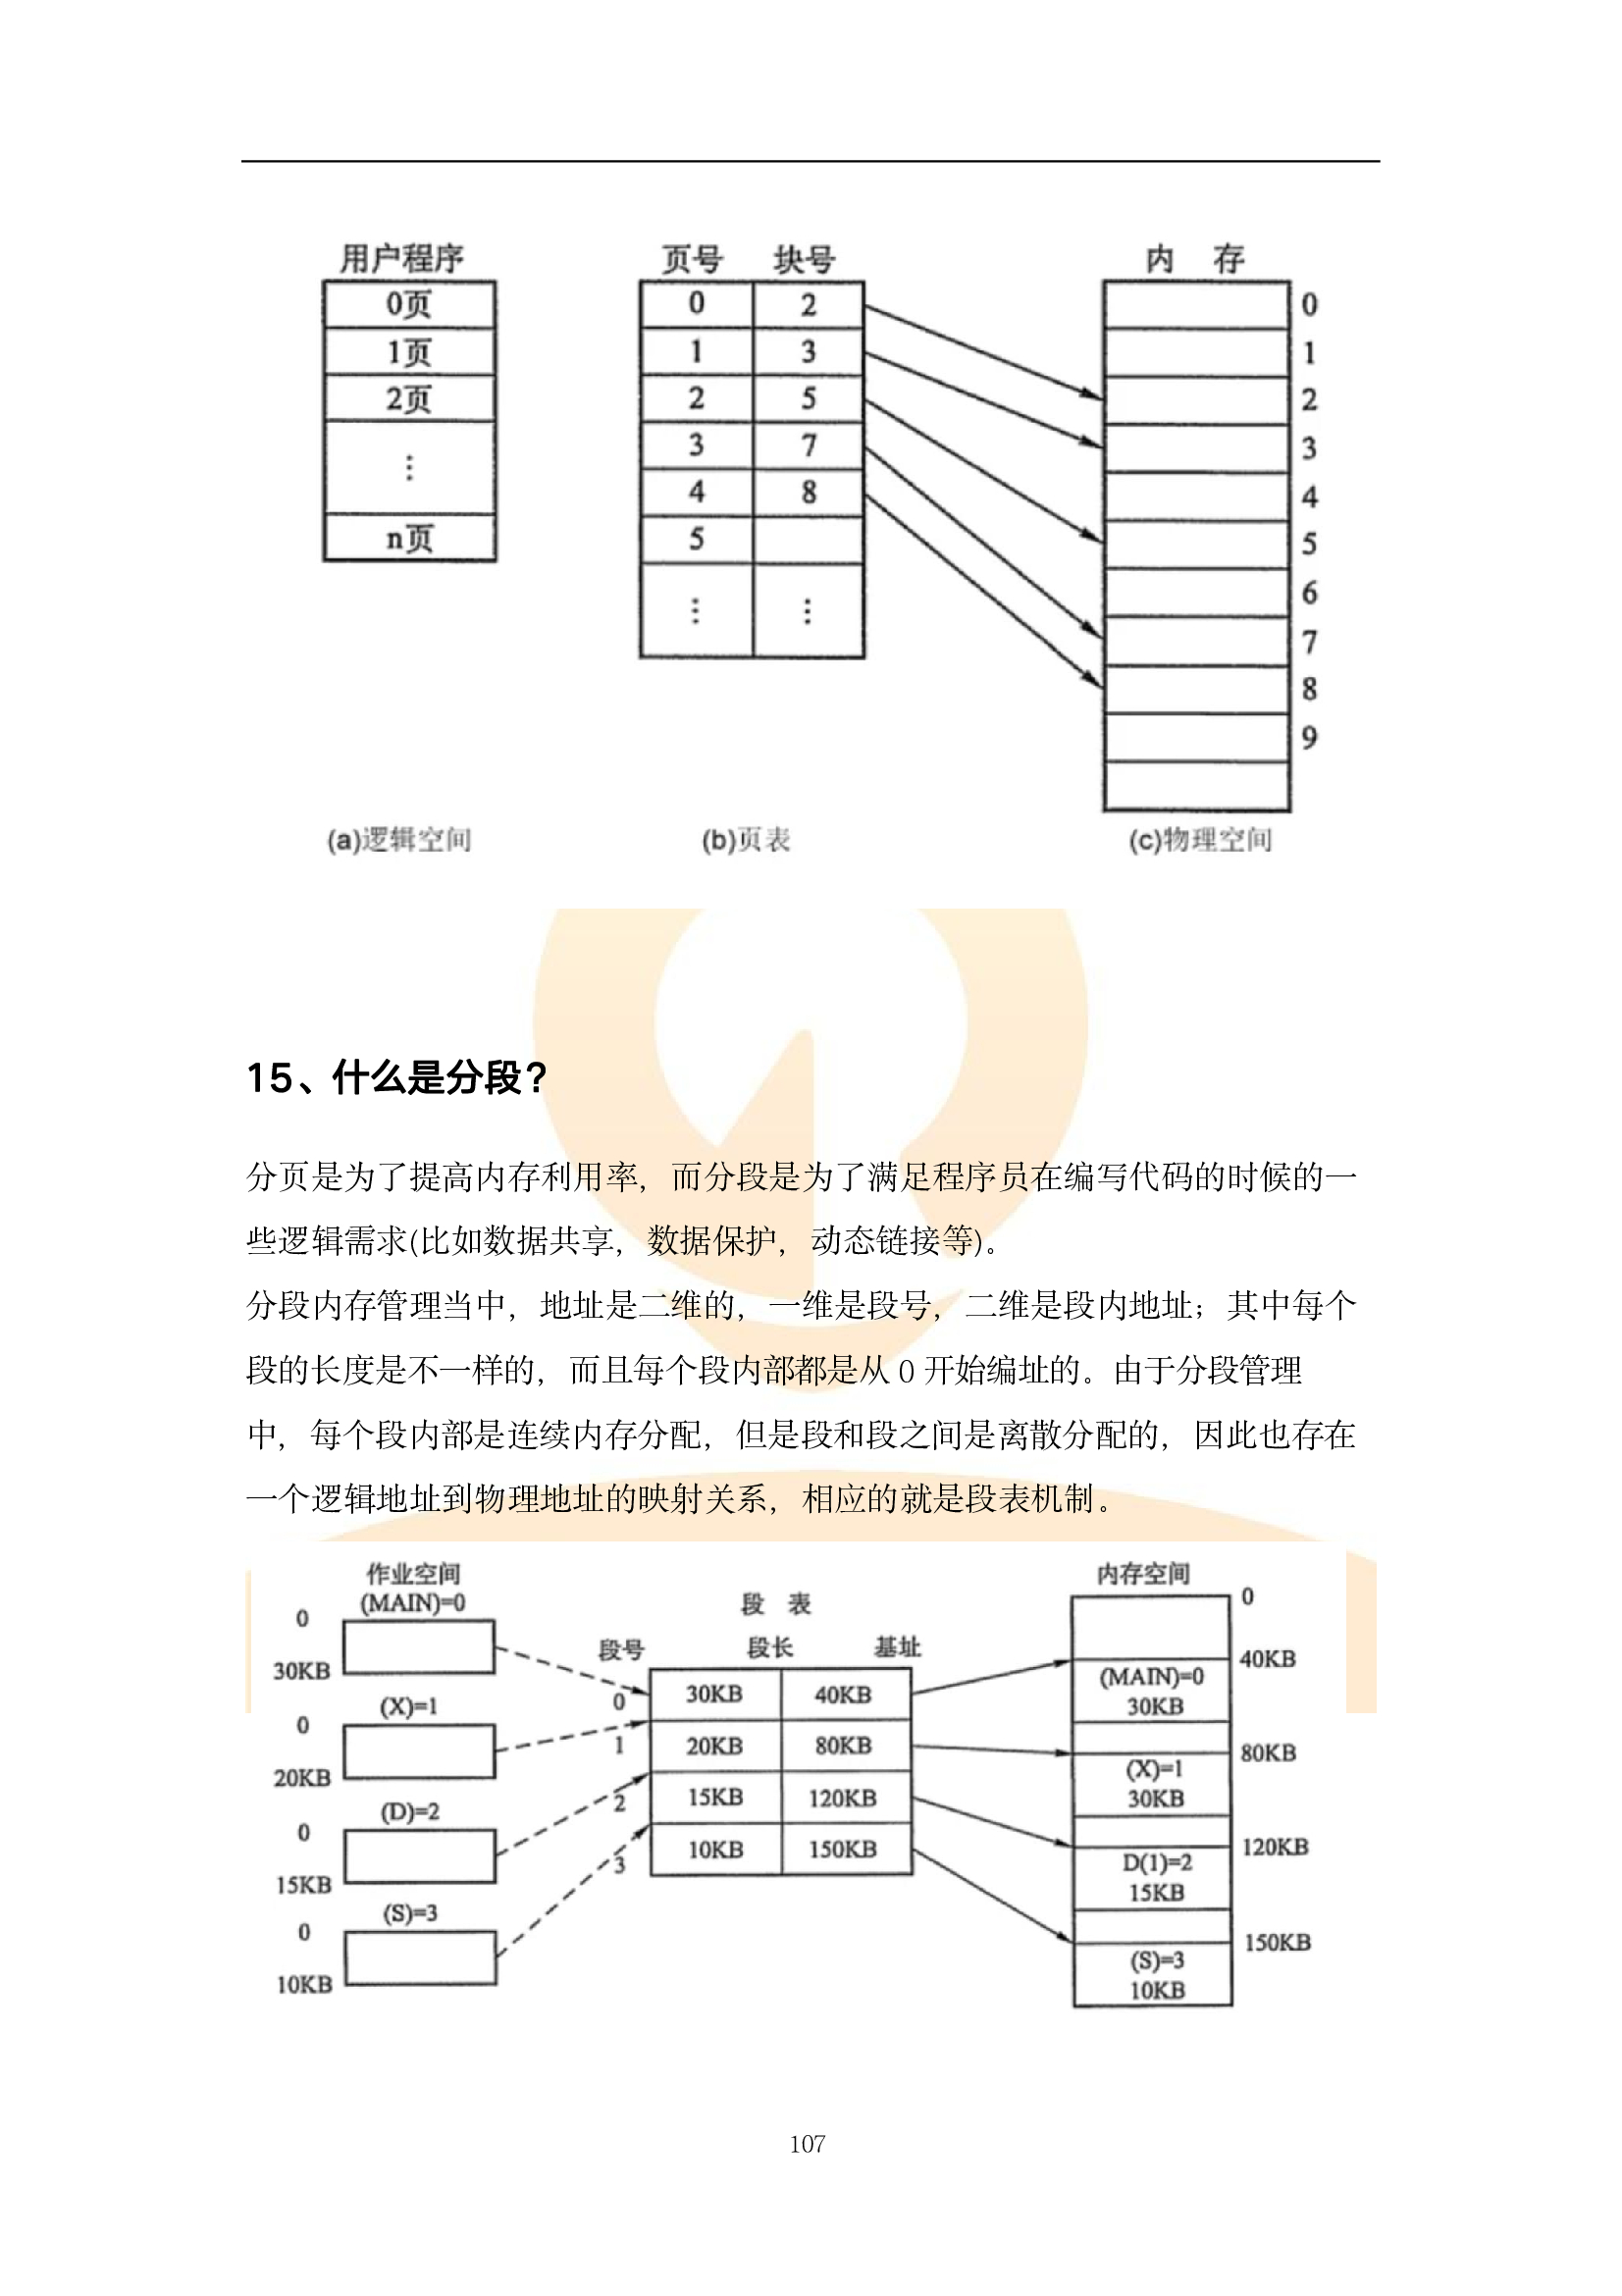 用户程序
0页
1页
2页
⋮
n页
页号 块号
0 2
1 3
2 5
3 7
4 8
5
⋮ ⋮
内 存
0
1
2
3
4
5
6
7
8
9
(a)逻辑空间 (b)页表 (c)物理空间
15、什么是分段？
分页是为了提高内存利用率，而分段是为了满足程序员在编写代码的时候的一
些逻辑需求(比如数据共享，数据保护，动态链接等)。
分段内存管理当中，地址是二维的，一维是段号，二维是段内地址；其中每个
段的长度是不一样的，而且每个段内部都是从 0 开始编址的。由于分段管理
中，每个段内部是连续内存分配，但是段和段之间是离散分配的，因此也存在
一个逻辑地址到物理地址的映射关系，相应的就是段表机制。
作业空间
(MAIN)=0
0
30KB
(X)=1
0
20KB
(D)=2
0
15KB
(S)=3
0
10KB
段 表
段号 段长 基址
0 30KB 40KB
1 20KB 80KB
2 15KB 120KB
3 10KB 150KB
内存空间
0
40KB
(MAIN)=0
30KB
80KB
(X)=1
30KB
120KB
D(1)=2
15KB
150KB
(S)=3
10KB
107